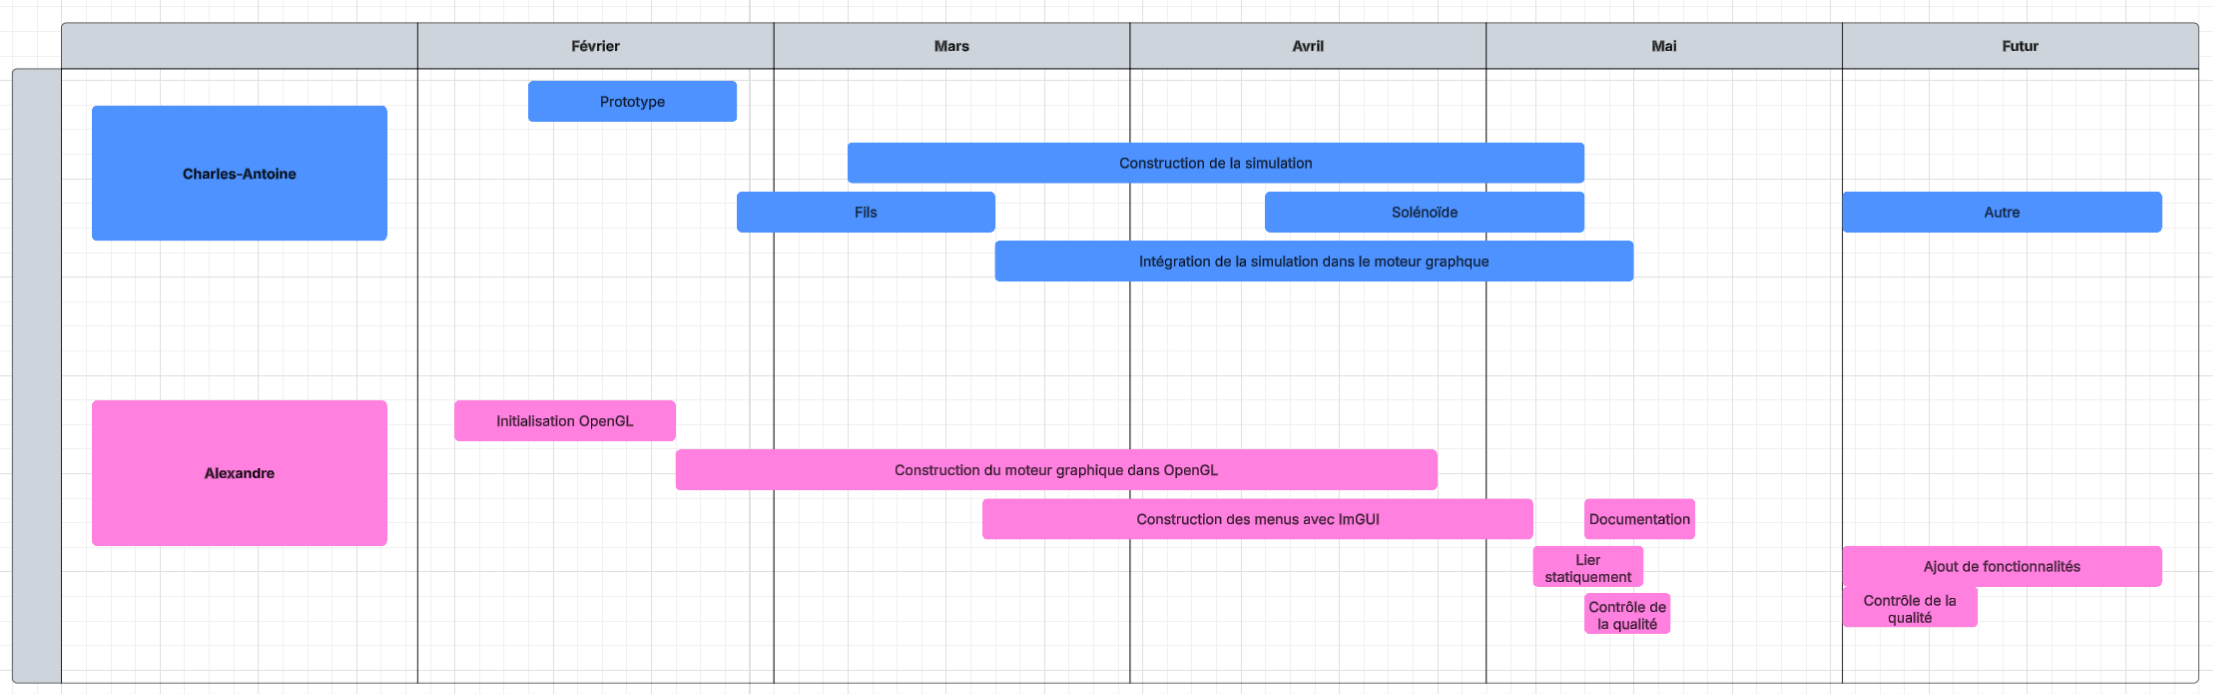 Février
Mars
Avril
Mai
Futur
Charles-Antoine
Prototype
Construction de la simulation
Fils
Solénoïde
Autre
Intégration de la simulation dans le moteur graphque
Alexandre
Initialisation OpenGL
Construction du moteur graphique dans OpenGL
Construction des menus avec ImGUI
Documentation
Lier
statiquement
Ajout de fonctionnalités
Contrôle de
la qualité
Contrôle de la
qualité